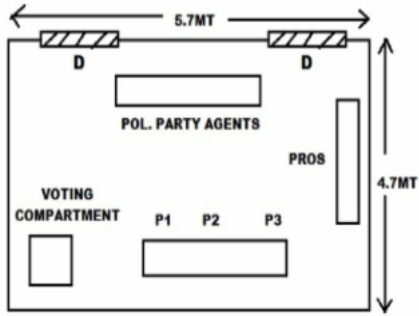 5.7MT
D
D
POL. PARTY AGENTS
PROS
4.7MT
VOTING
COMPARTMENT
P1 P2 P3